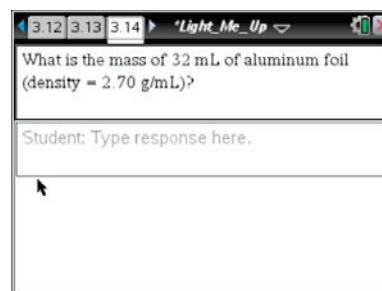 3.12 3.13 3.14 *Light_Me_Up
What is the mass of 32 mL of aluminum foil
(density = 2.70 g/mL)?
Student: Type response here.